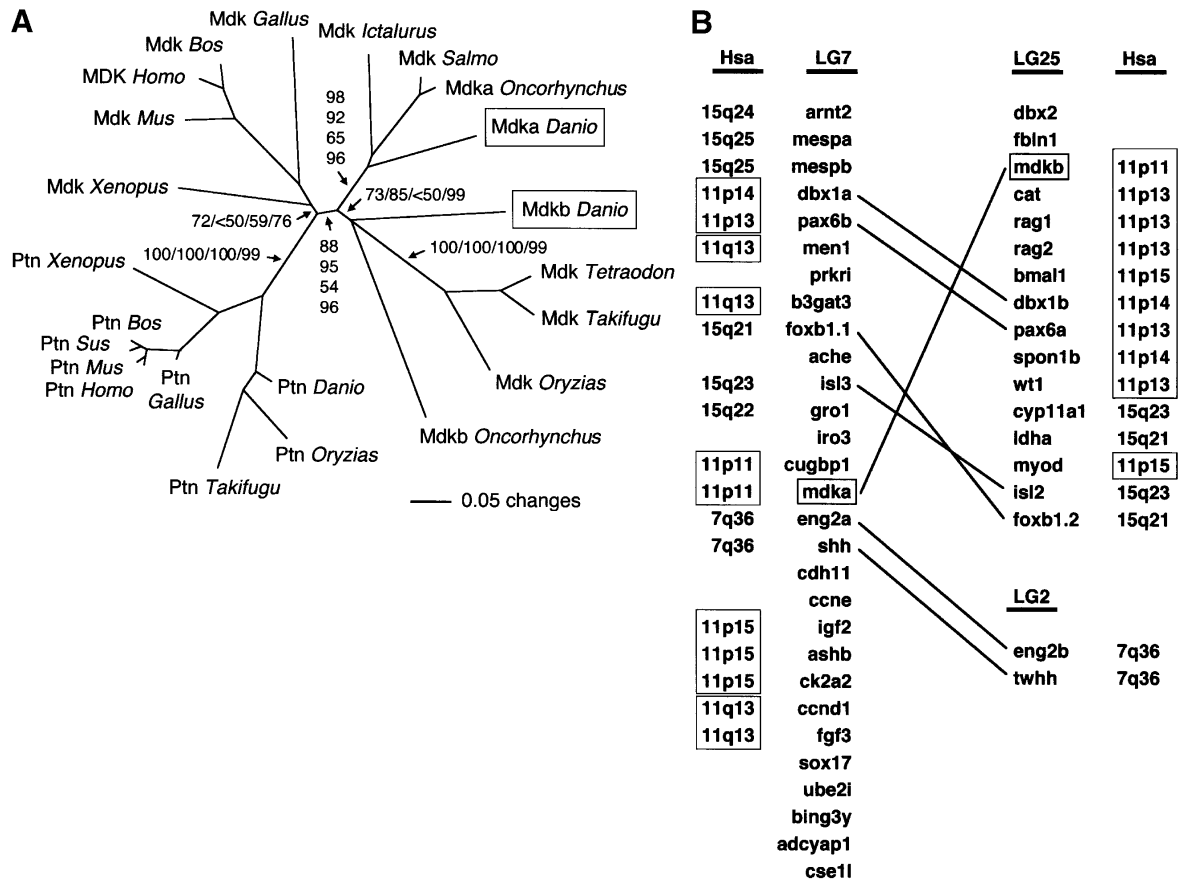 A
Mdk Gallus
Mdk Ictalurus
Mdk Bos
Mdk Salmo
MDK Homo
Mdka Oncorhynchus
98
92
65
96
Mdk Mus
Mdka Danio
Mdk Xenopus
73/85/<50/99
Mdkb Danio
72/<50/59/76
88
95
54
96
100/100/100/99
100/100/100/99
Ptn Xenopus
Mdk Tetraodon
Mdk Takifugu
Ptn Bos
Ptn Sus
Ptn Mus
Ptn Homo
Ptn
Gallus
Ptn Danio
Mdk Oryzias
Mdkb Oncorhynchus
Ptn Oryzias
Ptn Takifugu
0.05 changes
B
Hsa LG7 LG25 Hsa
15q24 arnt2 dbx2
15q25 mespa fbln1
15q25 mespb mdkb 11p11
11p14 dbx1a cat 11p13
11p13 pax6b rag1 11p13
11q13 men1 rag2 11p13
prkri bmal1 11p15
11q13 b3gat3 dbx1b 11p14
15q21 foxb1.1 pax6a 11p13
ache spon1b 11p14
15q23 isl3 wt1 11p13
15q22 gro1 cyp11a1 15q23
iro3 ldha 15q21
11p11 cugbp1 myod 11p15
11p11 mdka isl2 15q23
7q36 eng2a foxb1.2 15q21
7q36 shh
cdh11
ccne LG2
11p15 igf2
11p15 ashb eng2b 7q36
11p15 ck2a2 twhh 7q36
11q13 ccnd1
11q13 fgf3
sox17
ube2i
bing3y
adcyap1
cse1l